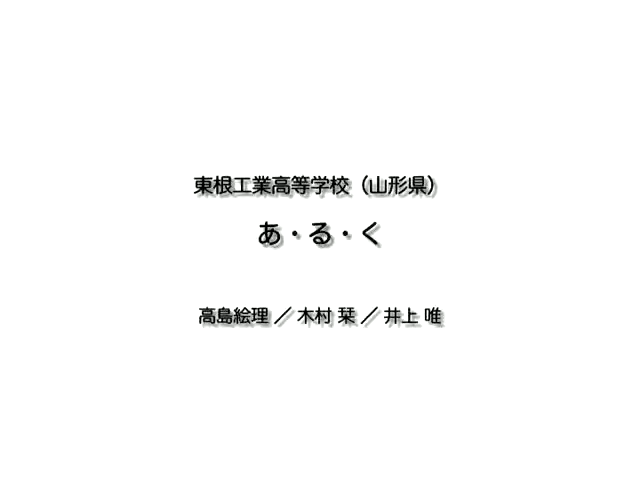 東根工業高等学校（山形県）
あ・る・く
高島絵理 ／ 木村 栞 ／ 井上 唯